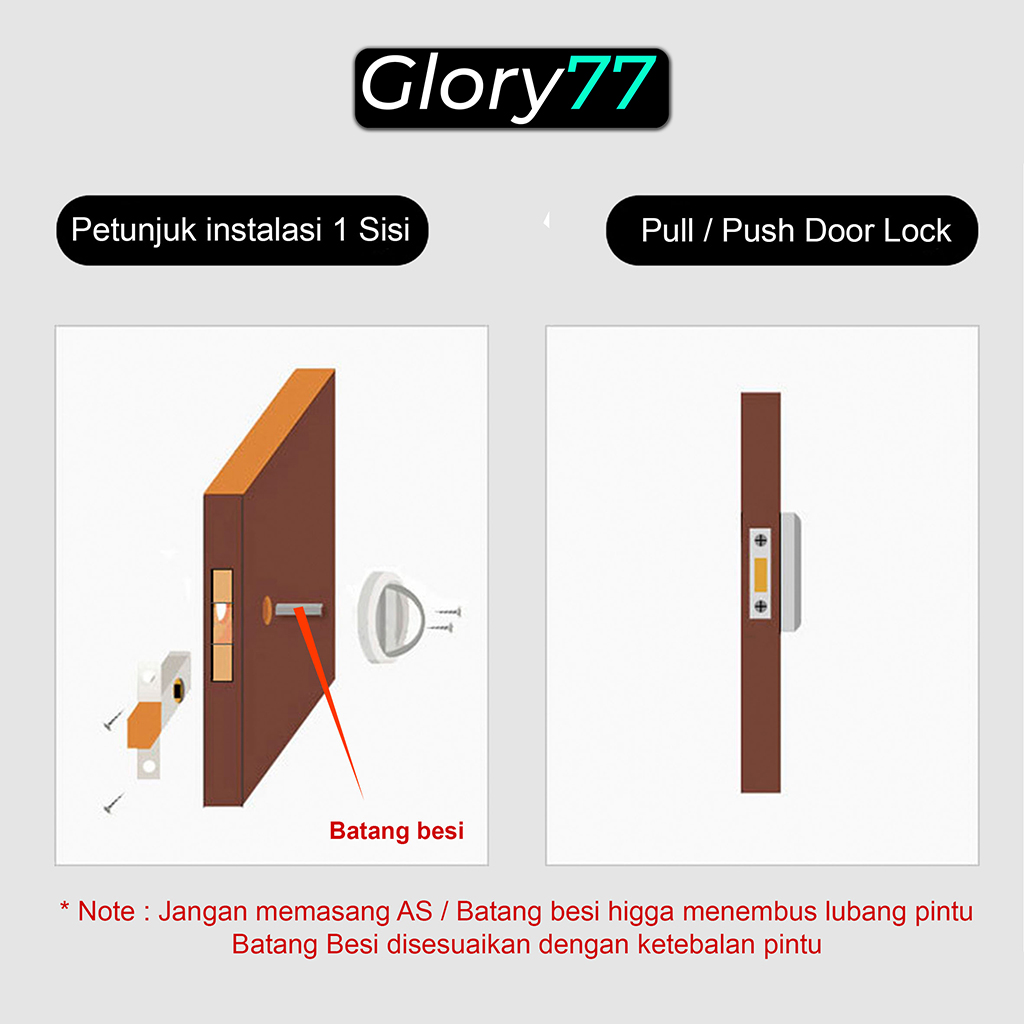 Glory77
Petunjuk instalasi 1 Sisi
Pull / Push Door Lock
Batang besi
* Note : Jangan memasang AS / Batang besi higga menembus lubang pintu
Batang Besi disesuaikan dengan ketebalan pintu